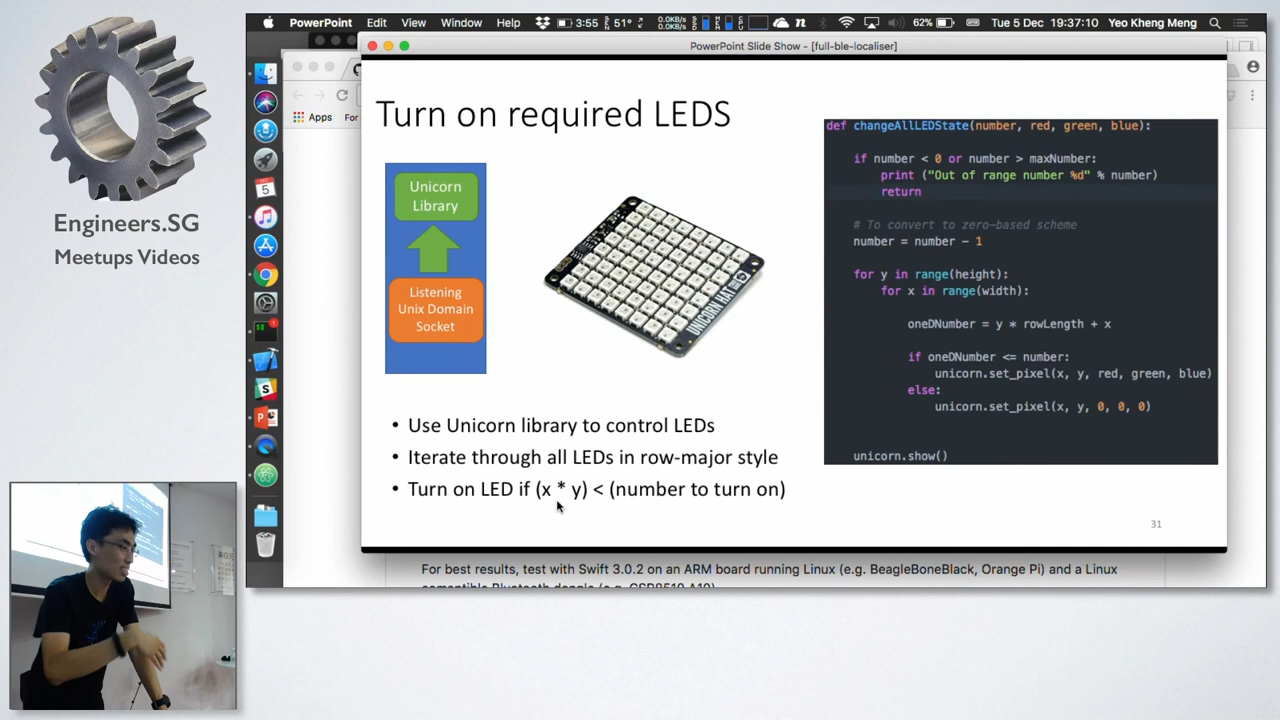 Engineers.SG
Meetups Videos
PowerPoint Edit View Window Help 3:55 51° 0.0KB/s 0.0KB/s 62% Tue 5 Dec 19:37:10 Yeo Kheng Meng
PowerPoint Slide Show - [full-ble-localiser]
Apps For
Turn on required LEDS
Unicorn
Library
Listening
Unix Domain
Socket
UNICORN HAT
def changeAllLEDState(number, red, green, blue):
if number < 0 or number > maxNumber:
print ("Out of range number %d" % number)
return
# To convert to zero-based scheme
number = number - 1
for y in range(height):
for x in range(width):
oneDNumber = y * rowLength + x
if oneDNumber <= number:
unicorn.set_pixel(x, y, red, green, blue)
else:
unicorn.set_pixel(x, y, 0, 0, 0)
unicorn.show()
• Use Unicorn library to control LEDs
• Iterate through all LEDs in row-major style
• Turn on LED if (x * y) < (number to turn on)
31
For best results, test with Swift 3.0.2 on an ARM board running Linux (e.g. BeagleBoneBlack, Orange Pi) and a Linux